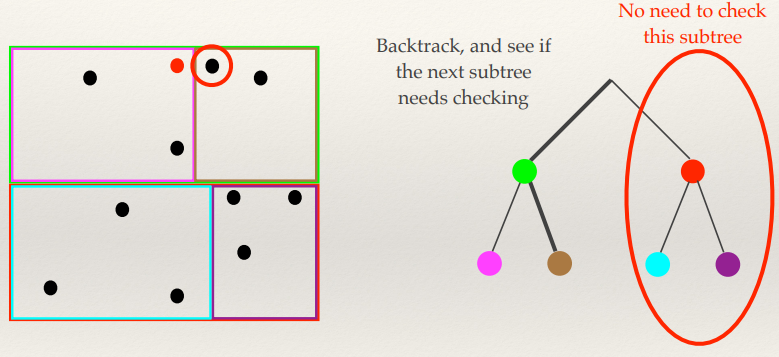 Backtrack, and see if
the next subtree
needs checking
No need to check
this subtree